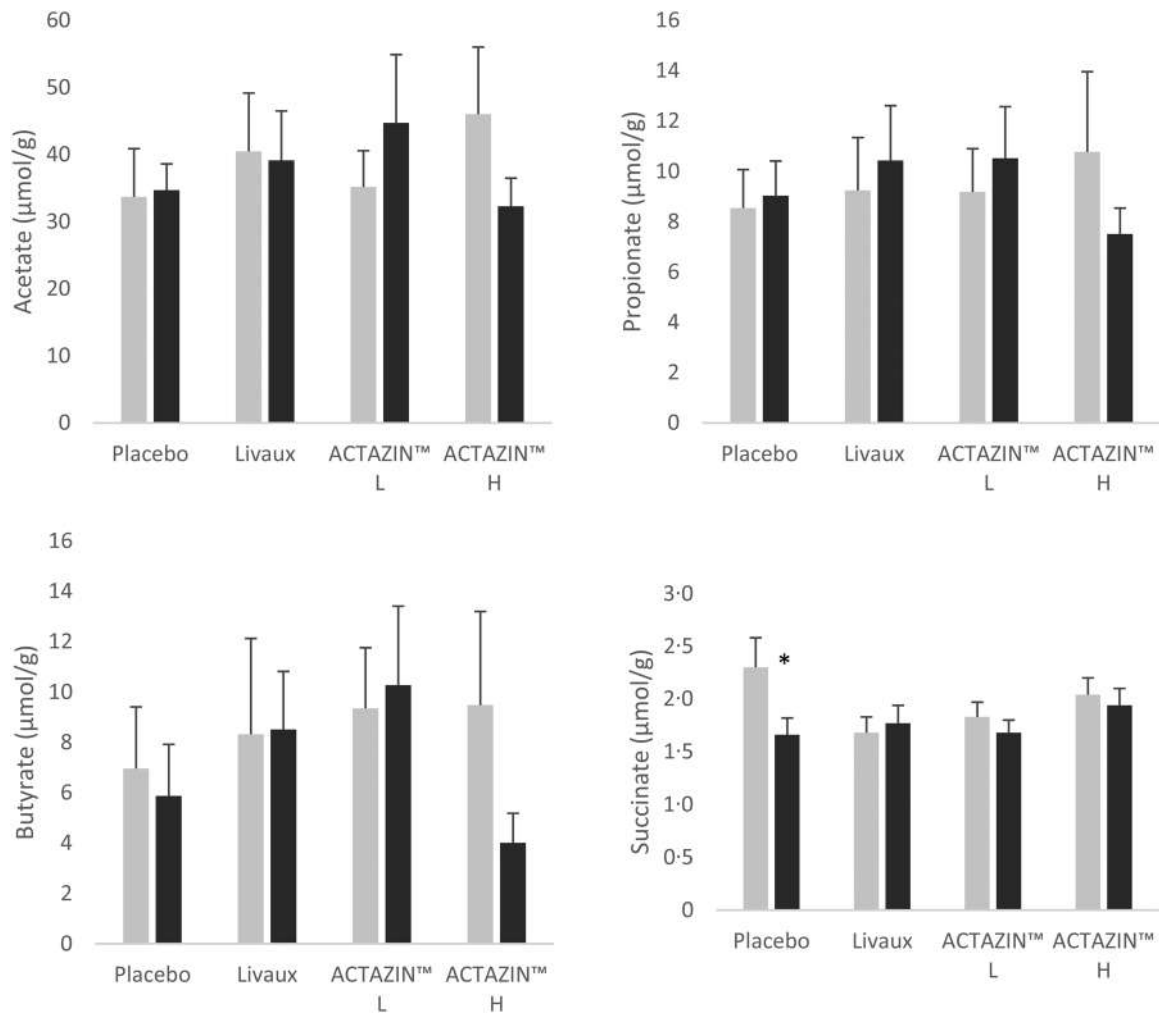 60
50
40
30
20
10
0
Acetate (μmol/g)
Placebo Livaux ACTAZIN™ ACTAZIN™
L H
16
14
12
10
8
6
4
2
0
Propionate (μmol/g)
Placebo Livaux ACTAZIN™ ACTAZIN™
L H
16
14
12
10
8
6
4
2
0
Butyrate (μmol/g)
Placebo Livaux ACTAZIN™ ACTAZIN™
L H
3·0
2·5
2·0
1·5
1·0
0·5
0
Succinate (μmol/g)
*
Placebo Livaux ACTAZIN™ ACTAZIN™
L H